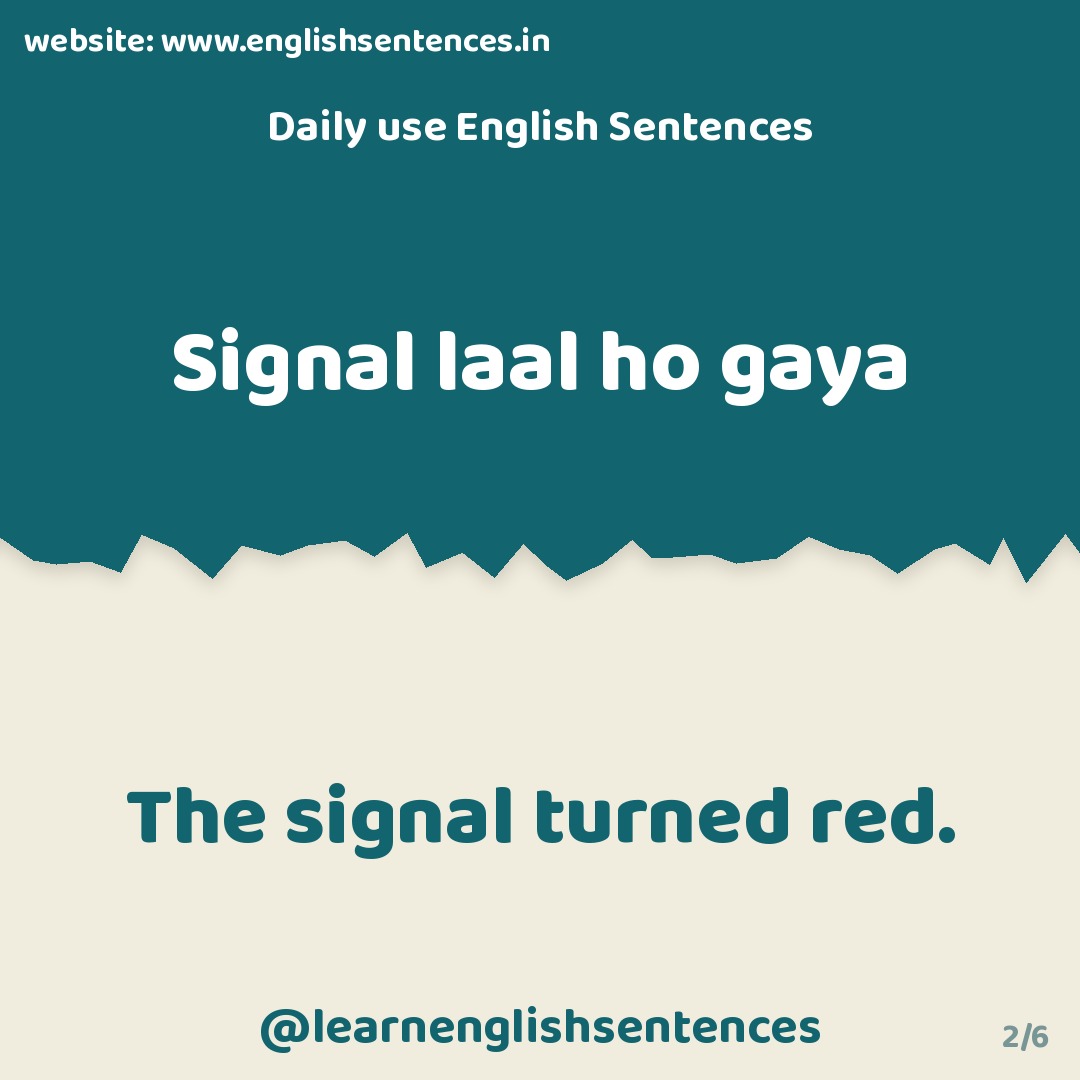 website: www.englishsentences.in
Daily use English Sentences
Signal laal ho gaya
The signal turned red.
@learnenglishsentences
2/6